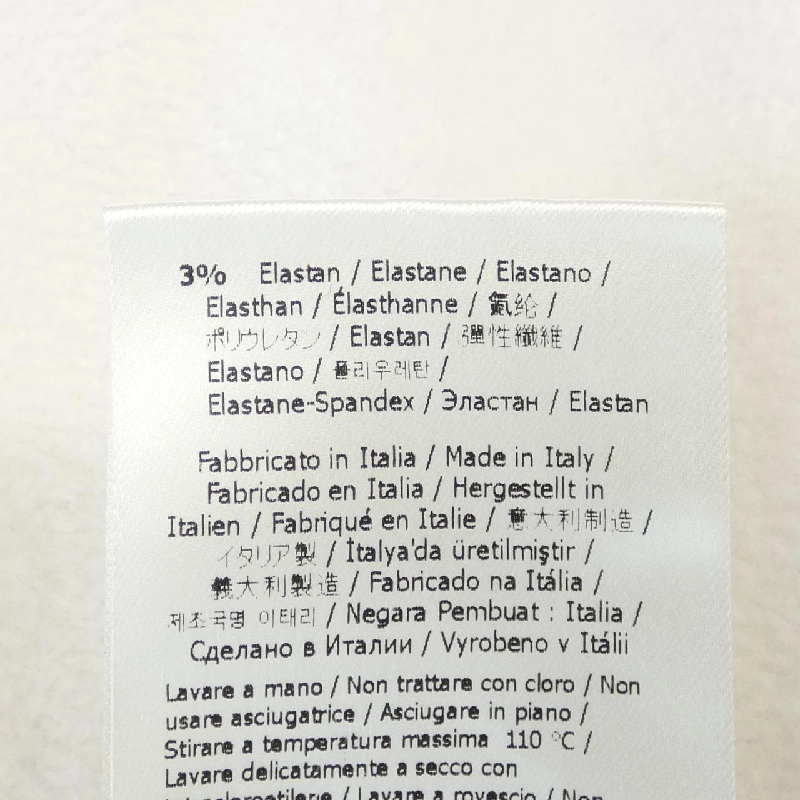 3% Elastan / Elastane / Elastano /
Elasthan / Élasthanne / 氨纶 /
ポリウレタン / Elastan / 彈性纖維 /
Elastano / 폴리우레탄 /
Elastane-Spandex / Эластан / Elastan
Fabbricato in Italia / Made in Italy /
Fabricado en Italia / Hergestellt in
Italien / Fabriqué en Italie / 意大利制造 /
イタリア製 / İtalya'da üretilmiştir /
義大利製造 / Fabricado na Itália /
제조국명 이태리 / Negara Pembuat : Italia /
Сделано в Италии / Vyrobeno v Itálii
Lavare a mano / Non trattare con cloro / Non
usare asciugatrice / Asciugare in piano /
Stirare a temperatura massima 110 °C /
Lavare delicatamente a secco con
/ Lavare a rovescio / Non